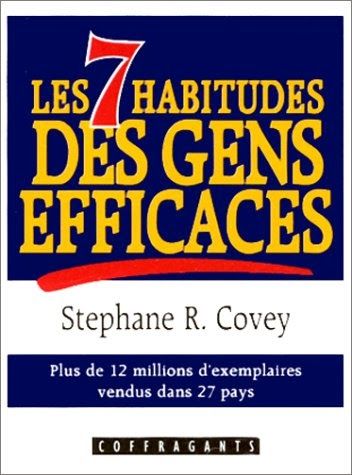 LES 7 HABITUDES
DES GENS
EFFICACES
Stephane R. Covey
Plus de 12 millions d'exemplaires
vendus dans 27 pays
COFFRAGANTS